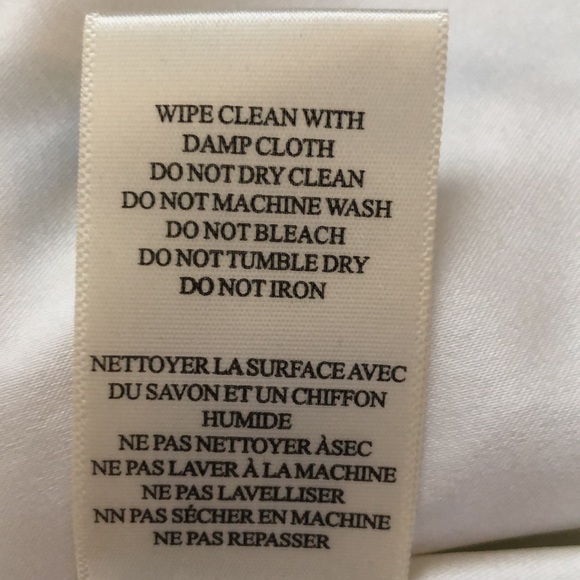 WIPE CLEAN WITH
DAMP CLOTH
DO NOT DRY CLEAN
DO NOT MACHINE WASH
DO NOT BLEACH
DO NOT TUMBLE DRY
DO NOT IRON
NETTOYER LA SURFACE AVEC
DU SAVON ET UN CHIFFON
HUMIDE
NE PAS NETTOYER ÀSEC
NE PAS LAVER À LA MACHINE
NE PAS LAVELLISER
NN PAS SÉCHER EN MACHINE
NE PAS REPASSER